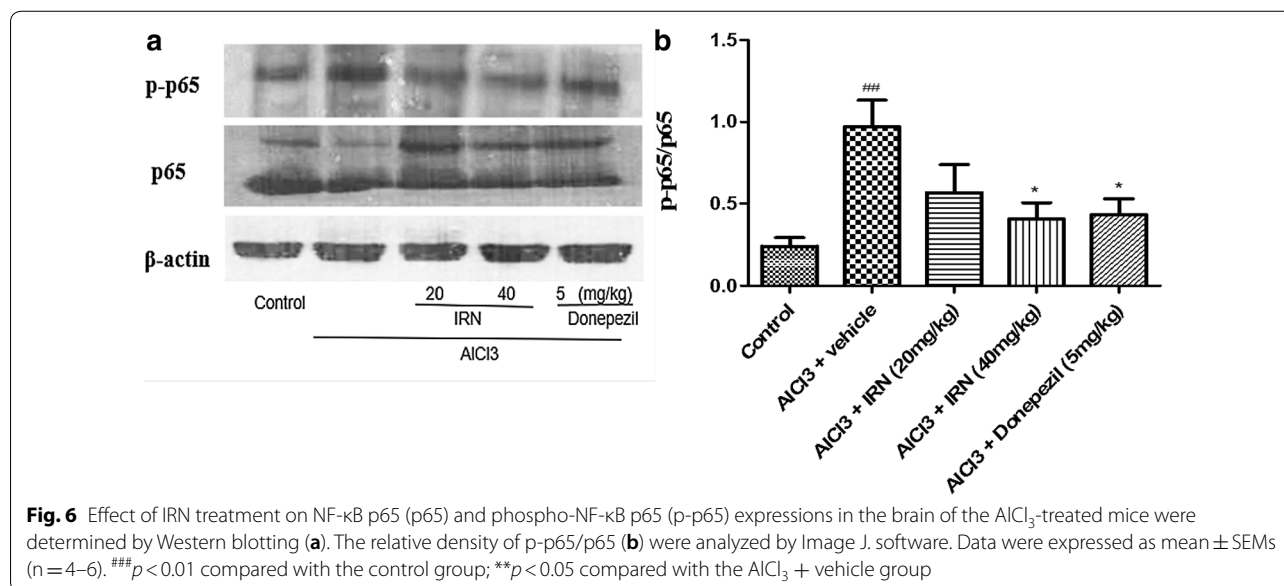 a
p-p65
p65
β-actin
Control
20 40 5 (mg/kg)
IRN Donepezil
AlCl3
b
p-p65/p65
1.5
1.0
0.5
0.0
##
*
*
Control
AlCl3 + vehicle
AlCl3 + IRN (20mg/kg)
AlCl3 + IRN (40mg/kg)
AlCl3 + Donepezil (5mg/kg)
Fig. 6 Effect of IRN treatment on NF-κB p65 (p65) and phospho-NF-κB p65 (p-p65) expressions in the brain of the AlCl₃-treated mice were
determined by Western blotting (a). The relative density of p-p65/p65 (b) were analyzed by Image J. software. Data were expressed as mean ± SEMs
(n = 4–6). ###p < 0.01 compared with the control group; **p < 0.05 compared with the AlCl₃ + vehicle group